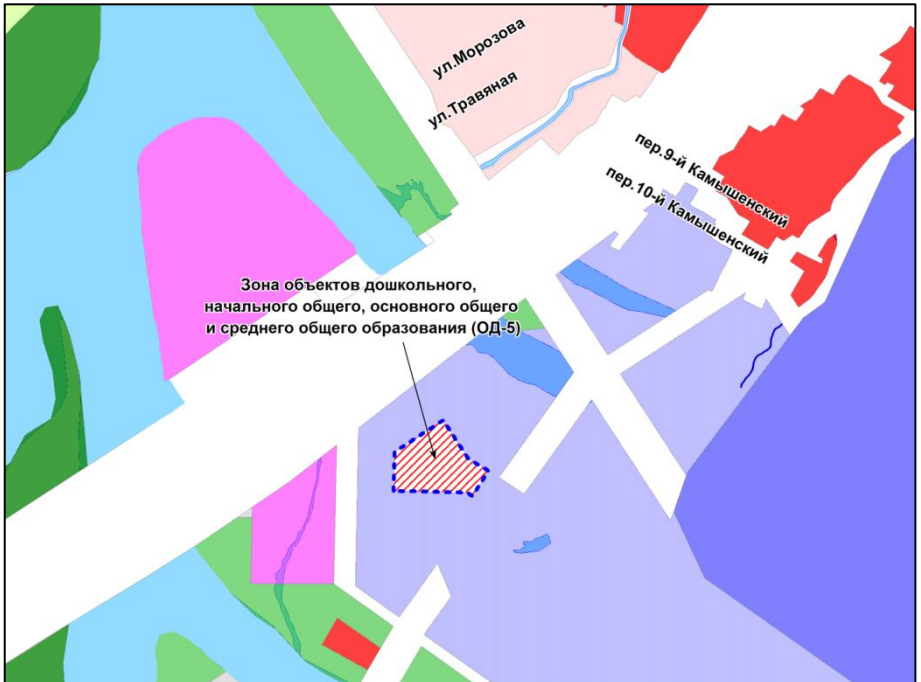 ул.Морозова
ул.Травяная
пер.9-й Камышенский
пер.10-й Камышенский
Зона объектов дошкольного,
начального общего, основного общего
и среднего общего образования (ОД-5)